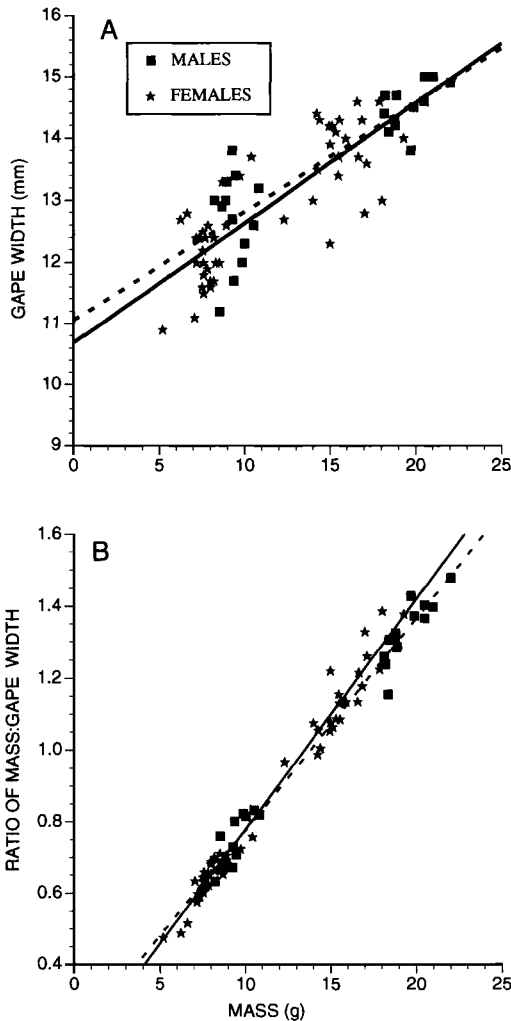 A
MALES
FEMALES
GAPE WIDTH (mm)
16
15
14
13
12
11
10
9
0 5 10 15 20 25
B
RATIO OF MASS:GAPE WIDTH
1.6
1.4
1.2
1.0
0.8
0.6
0.4
0 5 10 15 20 25
MASS (g)